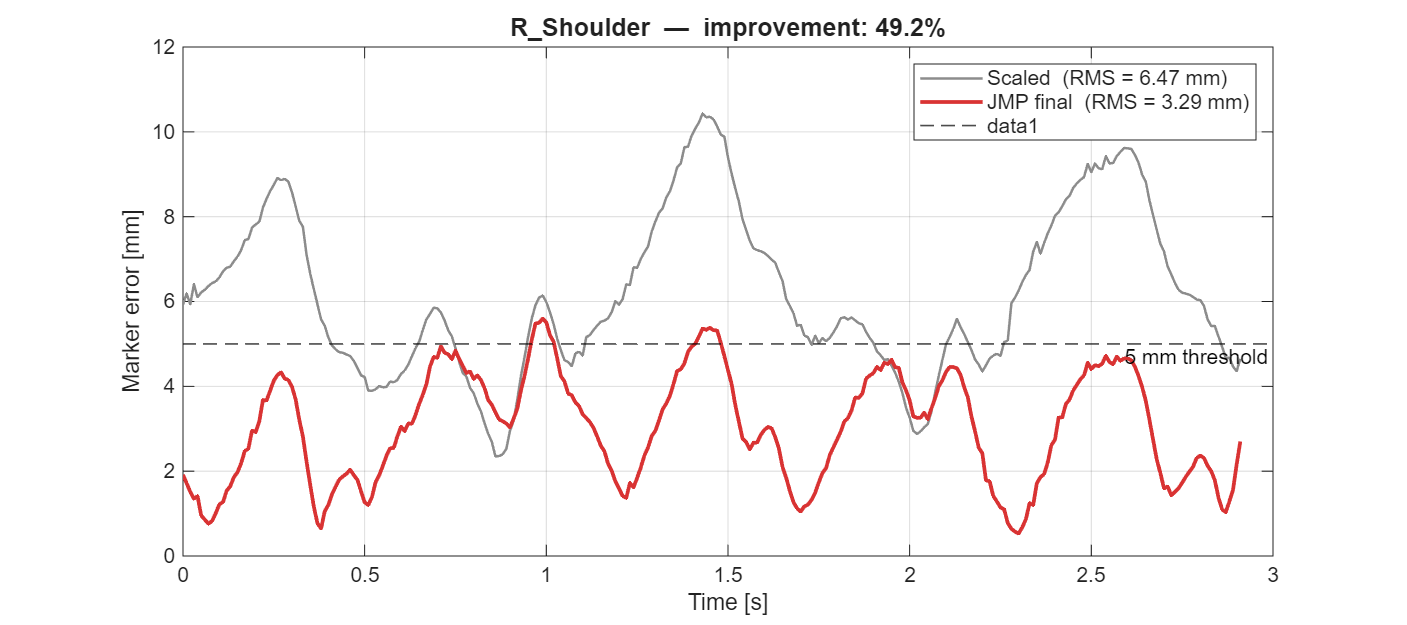 R_Shoulder — improvement: 49.2%
Scaled (RMS = 6.47 mm)
JMP final (RMS = 3.29 mm)
data1
5 mm threshold
Marker error [mm]
12
10
8
6
4
2
0
0 0.5 1 1.5 2 2.5 3
Time [s]